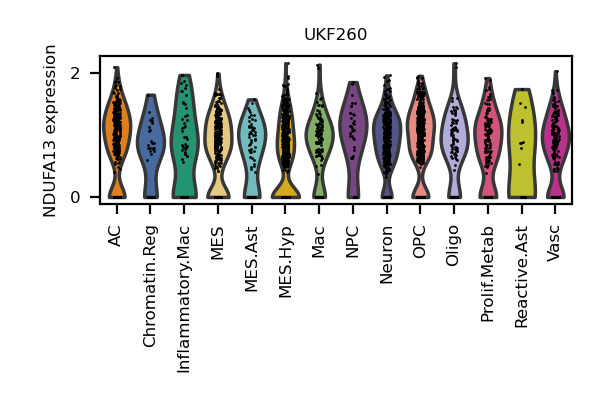 UKF260
NDUFA13 expression
2
0
AC
Chromatin.Reg
Inflammatory.Mac
MES
MES.Ast
MES.Hyp
Mac
NPC
Neuron
OPC
Oligo
Prolif.Metab
Reactive.Ast
Vasc